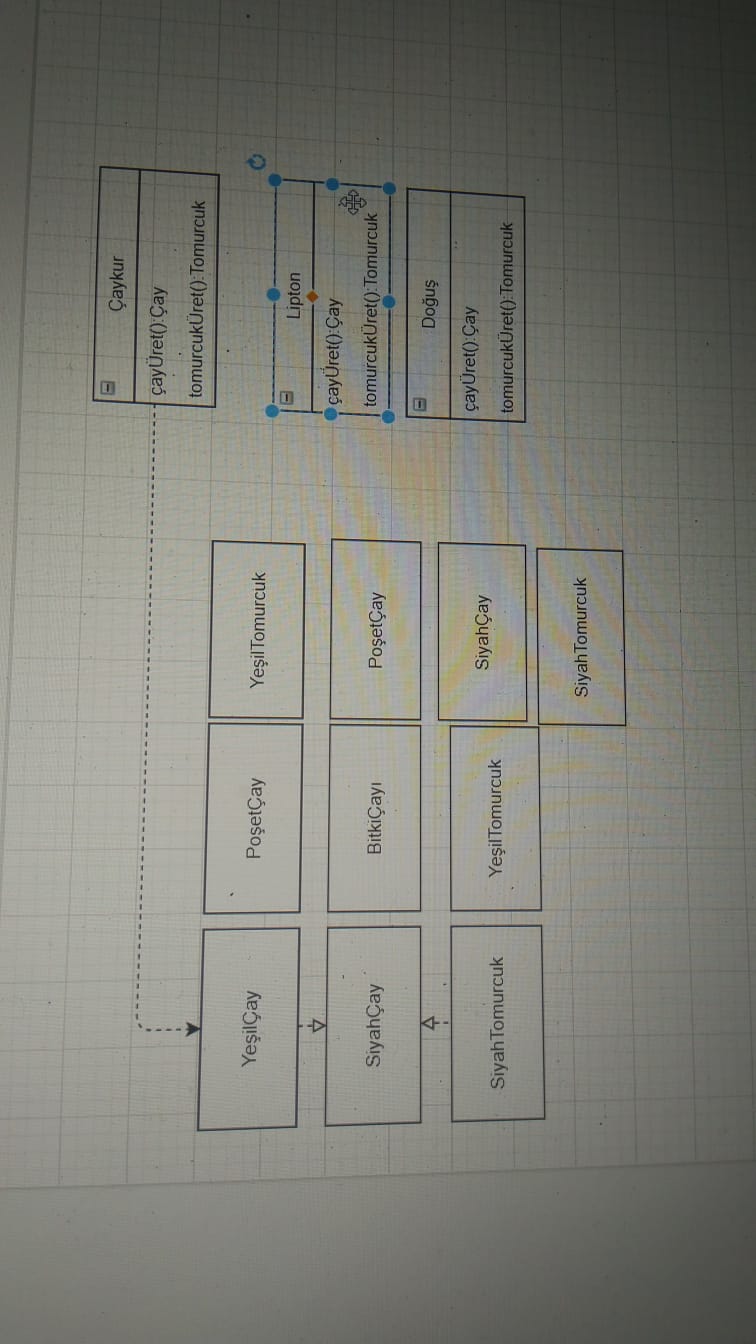 Çaykur
çayÜret():Çay
tomurcukÜret():Tomurcuk
YeşilÇay
PoşetÇay
YeşilTomurcuk
Lipton
çayÜret():Çay
tomurcukÜret():Tomurcuk
SiyahÇay
BitkiÇayı
PoşetÇay
Doğuş
çayÜret():Çay
tomurcukÜret():Tomurcuk
SiyahTomurcuk
YeşilTomurcuk
SiyahÇay
SiyahTomurcuk